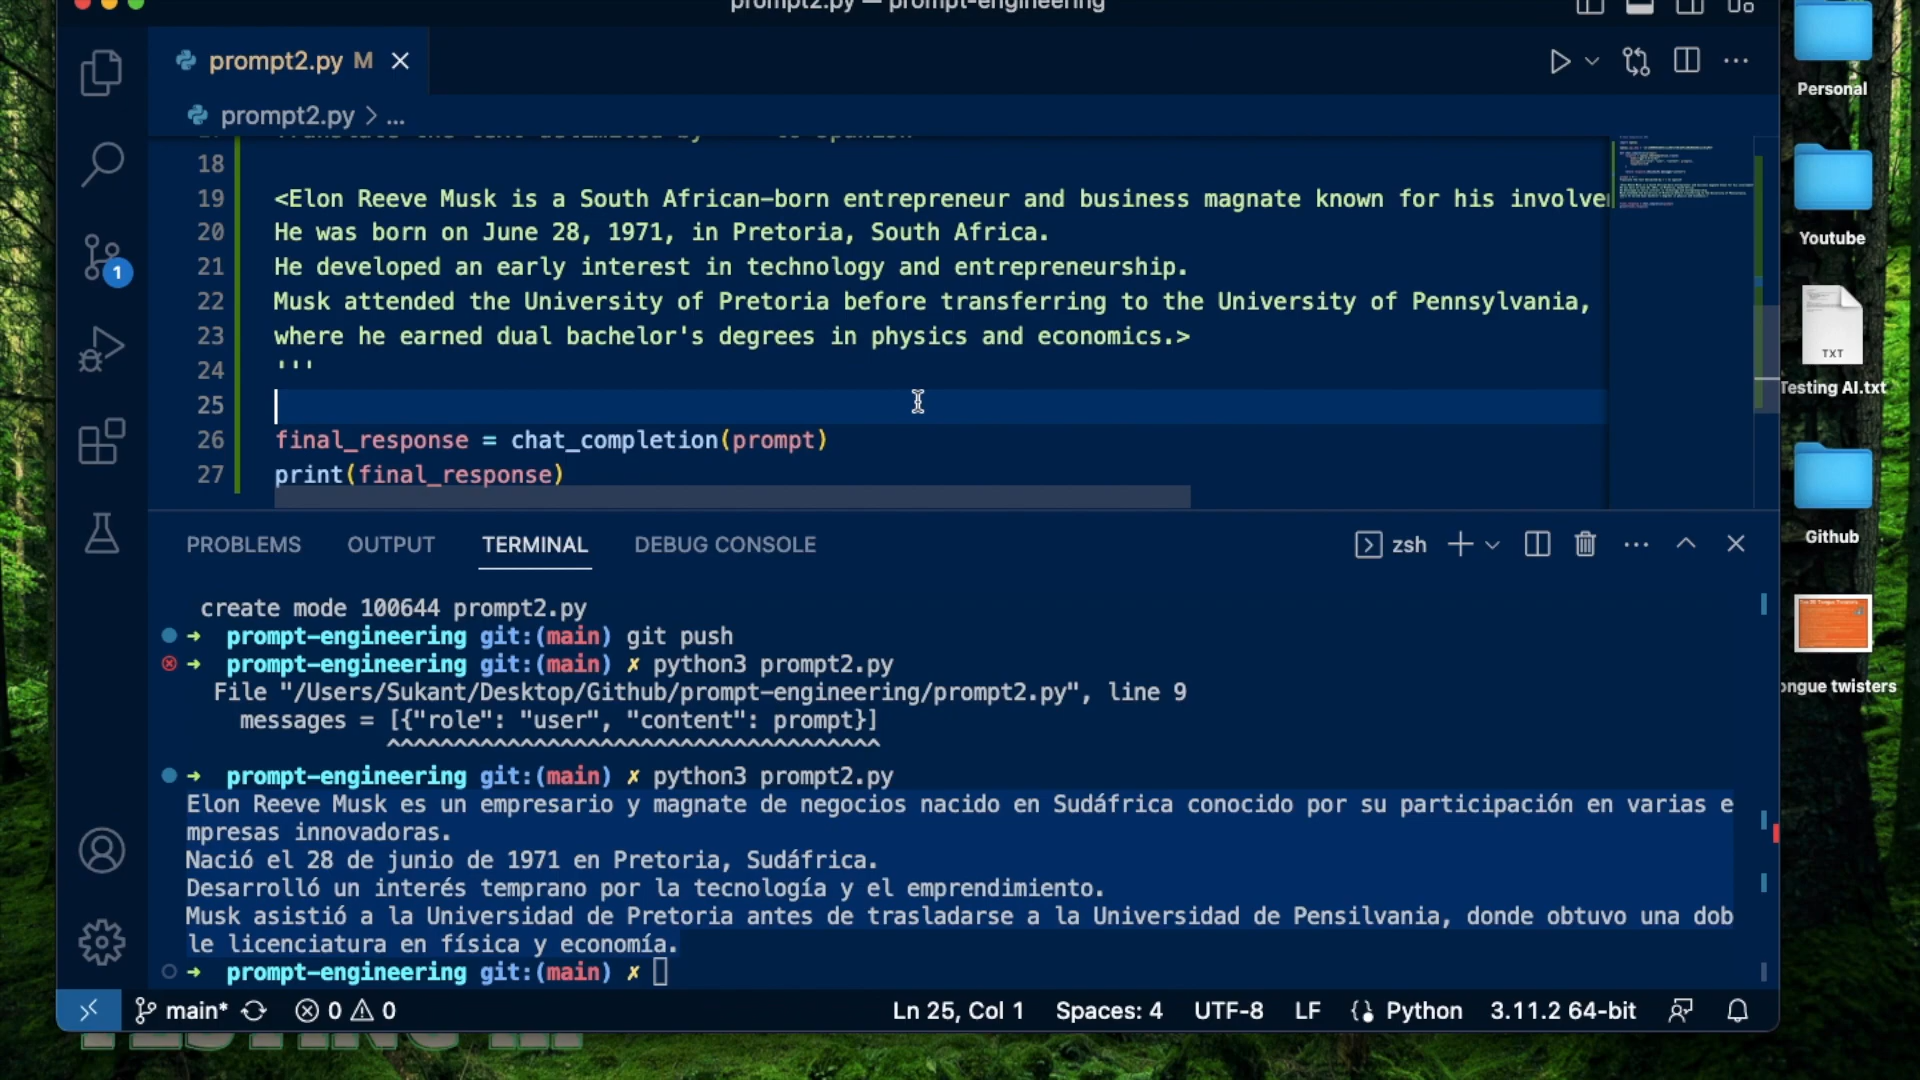 prompt2.py — prompt-engineering
prompt2.py M
prompt2.py > ...
18
19 <Elon Reeve Musk is a South African-born entrepreneur and business magnate known for his involve
20 He was born on June 28, 1971, in Pretoria, South Africa.
21 He developed an early interest in technology and entrepreneurship.
22 Musk attended the University of Pretoria before transferring to the University of Pennsylvania,
23 where he earned dual bachelor's degrees in physics and economics.>
24 '''
25
26 final_response = chat_completion(prompt)
27 print(final_response)
1
PROBLEMS OUTPUT TERMINAL DEBUG CONSOLE zsh
create mode 100644 prompt2.py
➜ prompt-engineering git:(main) git push
➜ prompt-engineering git:(main) ✗ python3 prompt2.py
File "/Users/Sukant/Desktop/Github/prompt-engineering/prompt2.py", line 9
messages = [{"role": "user", "content": prompt}]
^^^^^^^^^^^^^^^^^^^^^^^^^^^^^^^^^^^^^
➜ prompt-engineering git:(main) ✗ python3 prompt2.py
Elon Reeve Musk es un empresario y magnate de negocios nacido en Sudáfrica conocido por su participación en varias e
mpresas innovadoras.
Nació el 28 de junio de 1971 en Pretoria, Sudáfrica.
Desarrolló un interés temprano por la tecnología y el emprendimiento.
Musk asistió a la Universidad de Pretoria antes de trasladarse a la Universidad de Pensilvania, donde obtuvo una dob
le licenciatura en física y economía.
➜ prompt-engineering git:(main) ✗
main* 0 0 Ln 25, Col 1 Spaces: 4 UTF-8 LF Python 3.11.2 64-bit
Personal
Youtube
TXT
Testing AI.txt
Github
ongue twisters